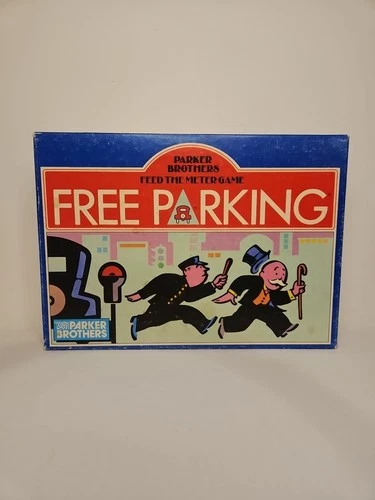 PARKER
BROTHERS
FEED THE METER GAME
FREE PARKING
PARKER
BROTHERS